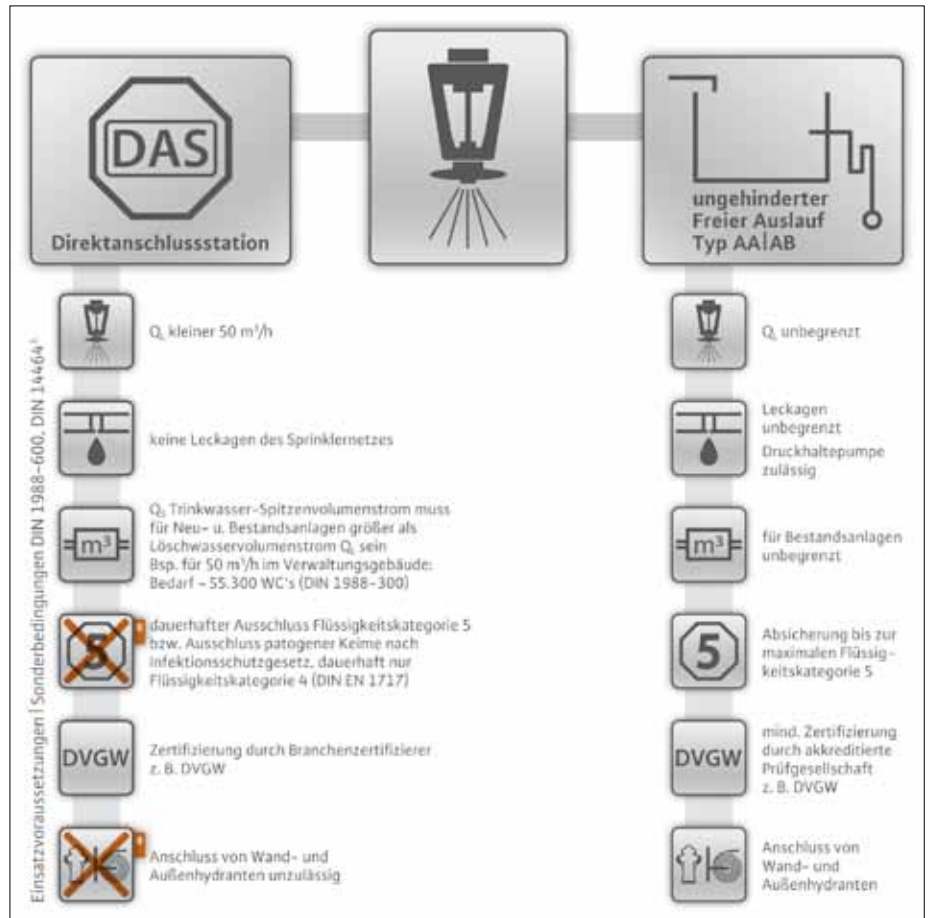 DAS
Direktanschlussstation
ungehinderter
Freier Auslauf
Typ AA|AB
Einsatzvoraussetzungen | Sonderbedingungen DIN 1988-600, DIN 14464
Q kleiner 50 m³/h
keine Leckagen des Sprinklernetzes
m³
Q Trinkwasser-Spitzenvolumenstrom muss
für Neu- u. Bestandsanlagen größer als
Löschwasservolumenstrom Q sein
Bsp. für 50 m³/h im Verwaltungsgebäude:
Bedarf ~ 55.300 WC's (DIN 1988-300)
5
dauerhafter Ausschluss Flüssigkeitskategorie 5
bzw. Ausschluss patogener Keime nach
Infektionsschutzgesetz, dauerhaft nur
Flüssigkeitskategorie 4 (DIN EN 1717)
DVGW
Zertifizierung durch Branchenzertifizierer
z. B. DVGW
Anschluss von Wand- und
Außenhydranten unzulässig
Q unbegrenzt
Leckagen
unbegrenzt
Druckhaltepumpe
zulässig
m³
für Bestandsanlagen
unbegrenzt
5
Absicherung bis zur
maximalen Flüssig-
keitskategorie 5
DVGW
mind. Zertifizierung
durch akkreditierte
Prüfgesellschaft
z. B. DVGW
Anschluss von
Wand- und
Außenhydranten